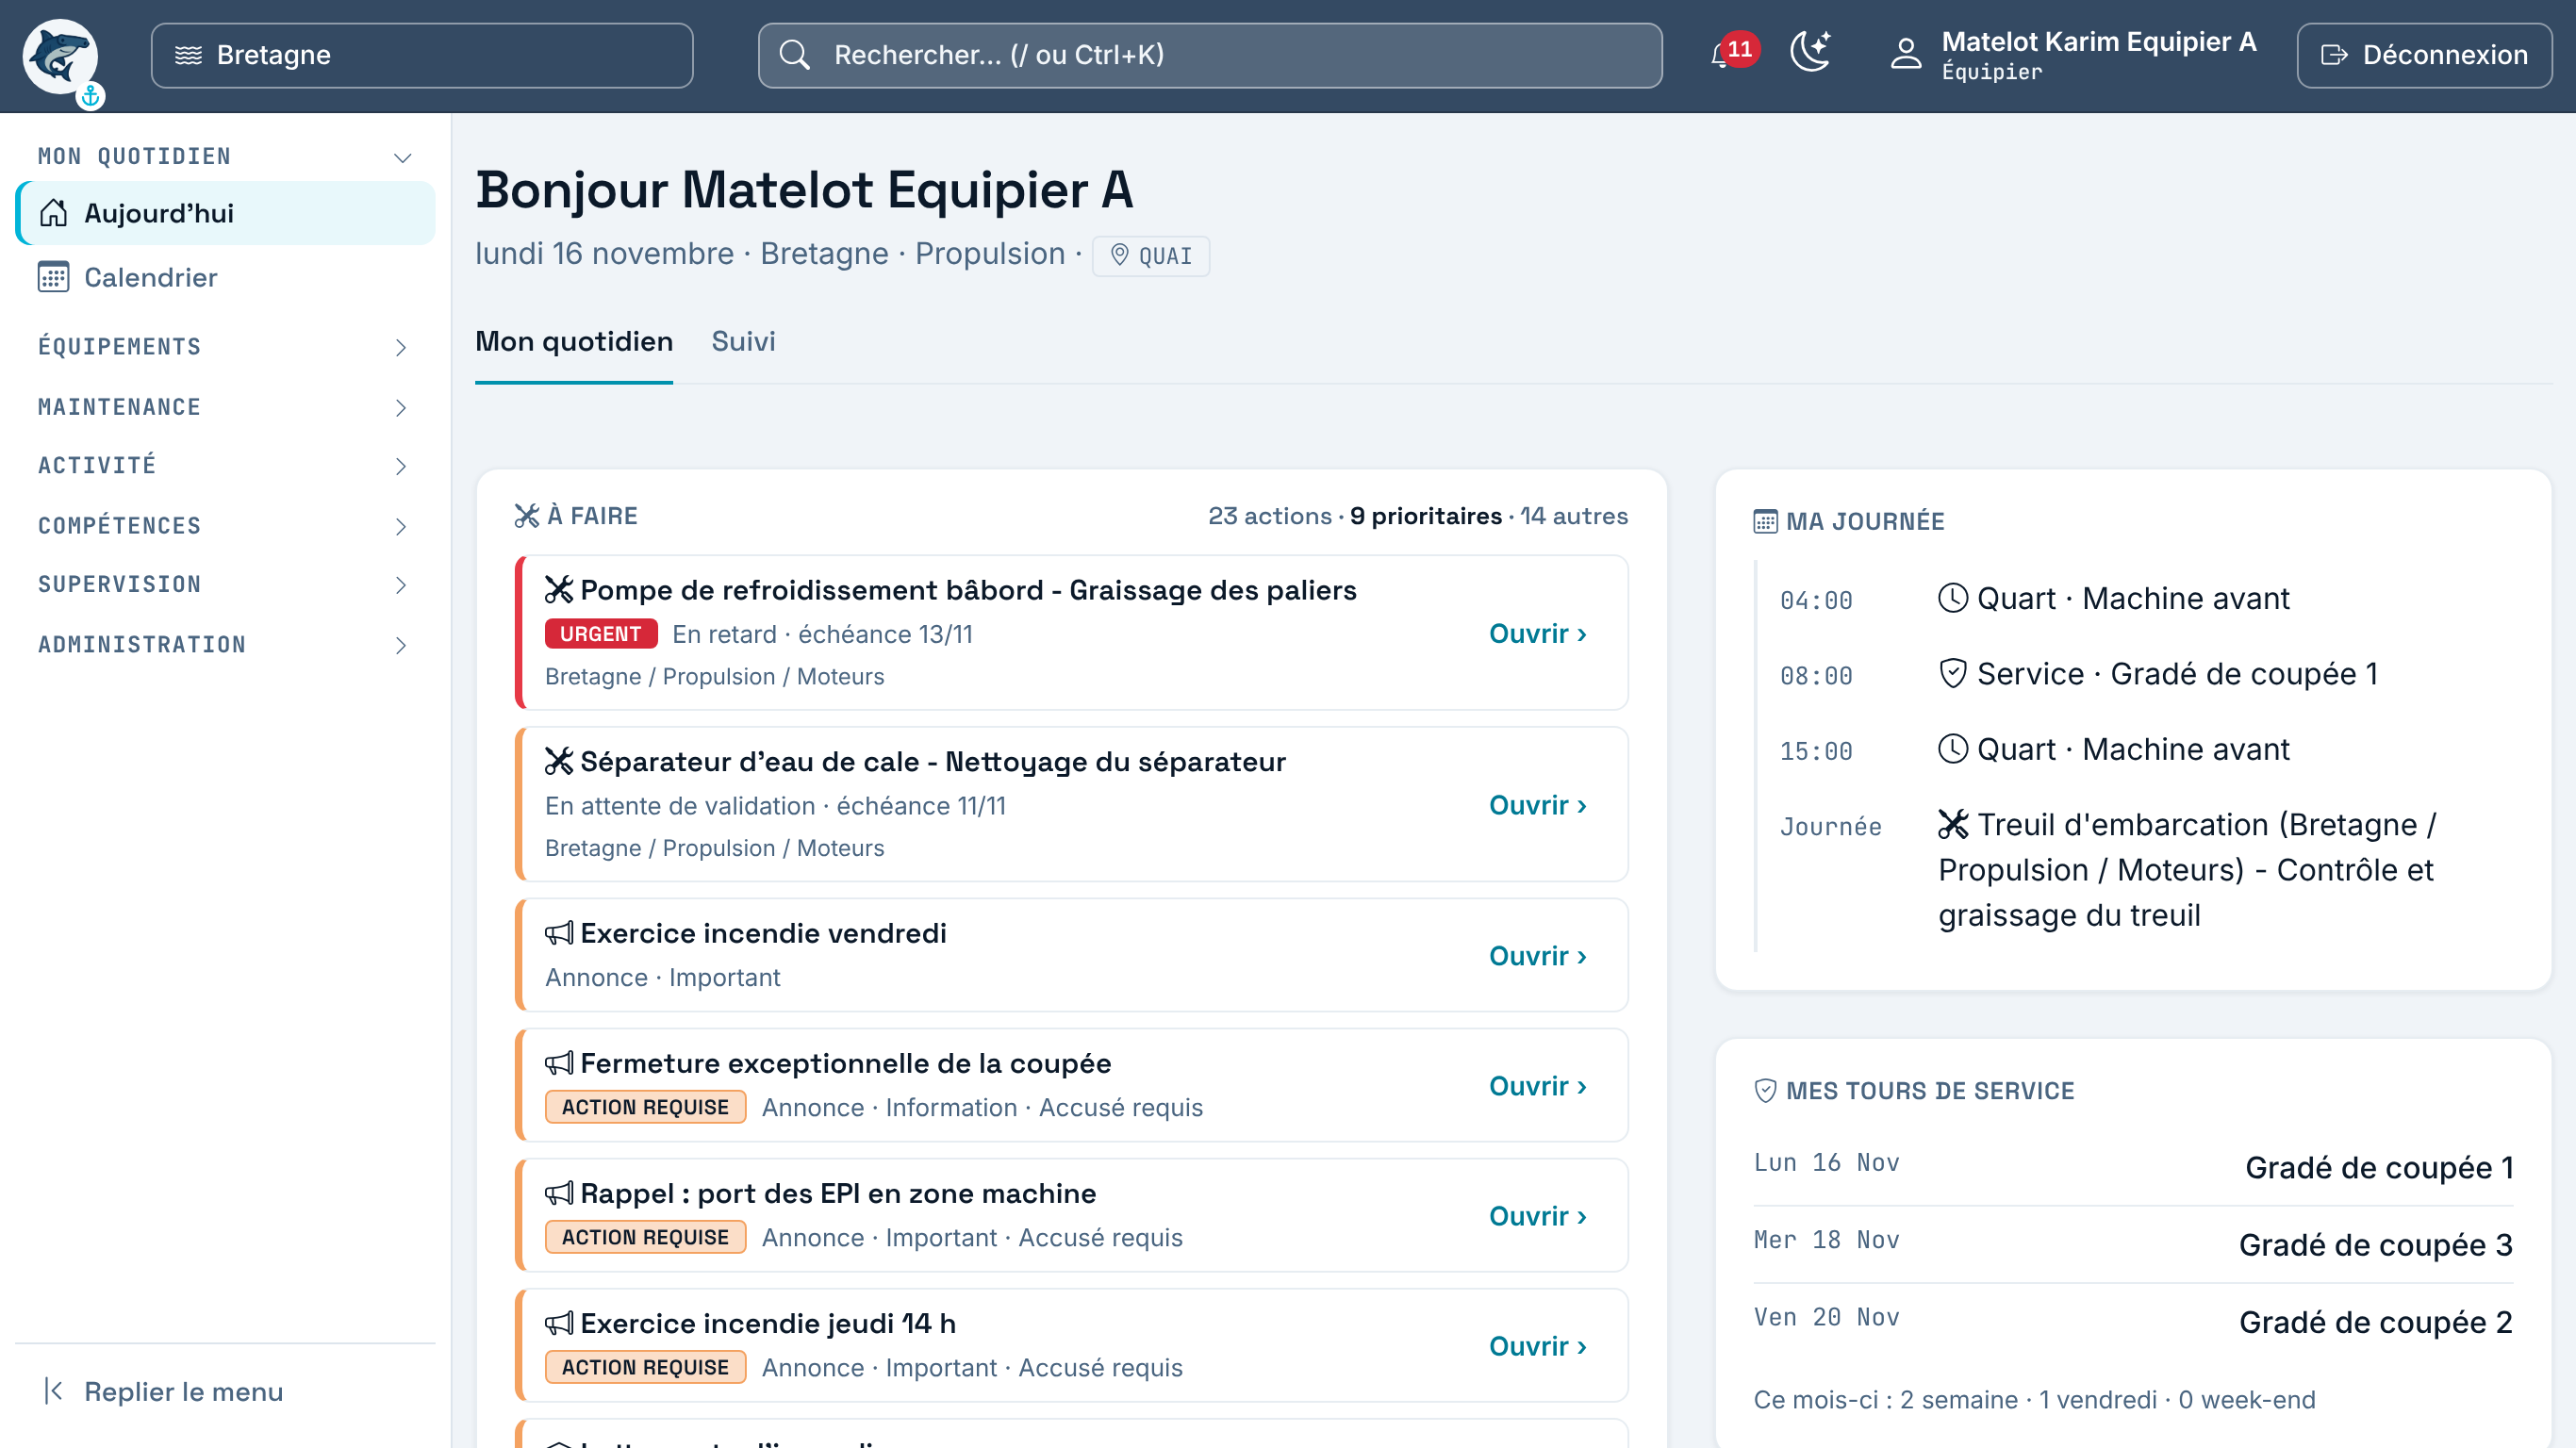 Bretagne
Rechercher... (/ ou Ctrl+K)
11
Matelot Karim Equipier A
Équipier
Déconnexion
MON QUOTIDIEN
Aujourd'hui
Calendrier
ÉQUIPEMENTS
MAINTENANCE
ACTIVITÉ
COMPÉTENCES
SUPERVISION
ADMINISTRATION
Replier le menu
Bonjour Matelot Equipier A
lundi 16 novembre · Bretagne · Propulsion · QUAI
Mon quotidien
Suivi
À FAIRE
23 actions · 9 prioritaires · 14 autres
Pompe de refroidissement bâbord - Graissage des paliers
URGENT En retard · échéance 13/11
Bretagne / Propulsion / Moteurs
Ouvrir ›
Séparateur d'eau de cale - Nettoyage du séparateur
En attente de validation · échéance 11/11
Bretagne / Propulsion / Moteurs
Ouvrir ›
Exercice incendie vendredi
Annonce · Important
Ouvrir ›
Fermeture exceptionnelle de la coupée
ACTION REQUISE Annonce · Information · Accusé requis
Ouvrir ›
Rappel : port des EPI en zone machine
ACTION REQUISE Annonce · Important · Accusé requis
Ouvrir ›
Exercice incendie jeudi 14 h
ACTION REQUISE Annonce · Important · Accusé requis
Ouvrir ›
MA JOURNÉE
04:00 Quart · Machine avant
08:00 Service · Gradé de coupée 1
15:00 Quart · Machine avant
Journée Treuil d'embarcation (Bretagne /
Propulsion / Moteurs) - Contrôle et
graissage du treuil
MES TOURS DE SERVICE
Lun 16 Nov Gradé de coupée 1
Mer 18 Nov Gradé de coupée 3
Ven 20 Nov Gradé de coupée 2
Ce mois-ci : 2 semaine · 1 vendredi · 0 week-end